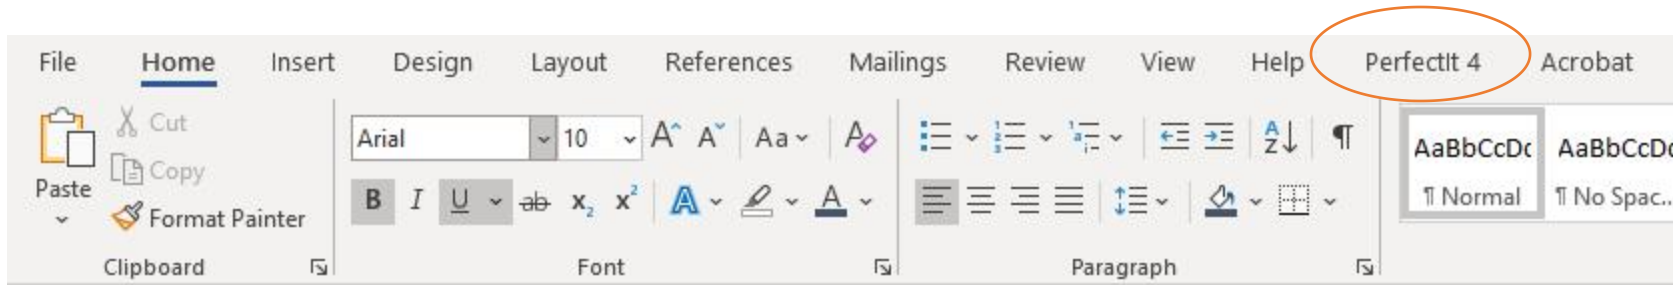 File Home Insert Design Layout References Mailings Review View Help PerfectIt 4 Acrobat
Cut
Copy
Paste
Format Painter
Clipboard
Arial 10 A A Aa A
B I U ab x₂ x² A A
Font
A Z ¶
Paragraph
AaBbCcDc AaBbCcDc
¶ Normal ¶ No Spac...